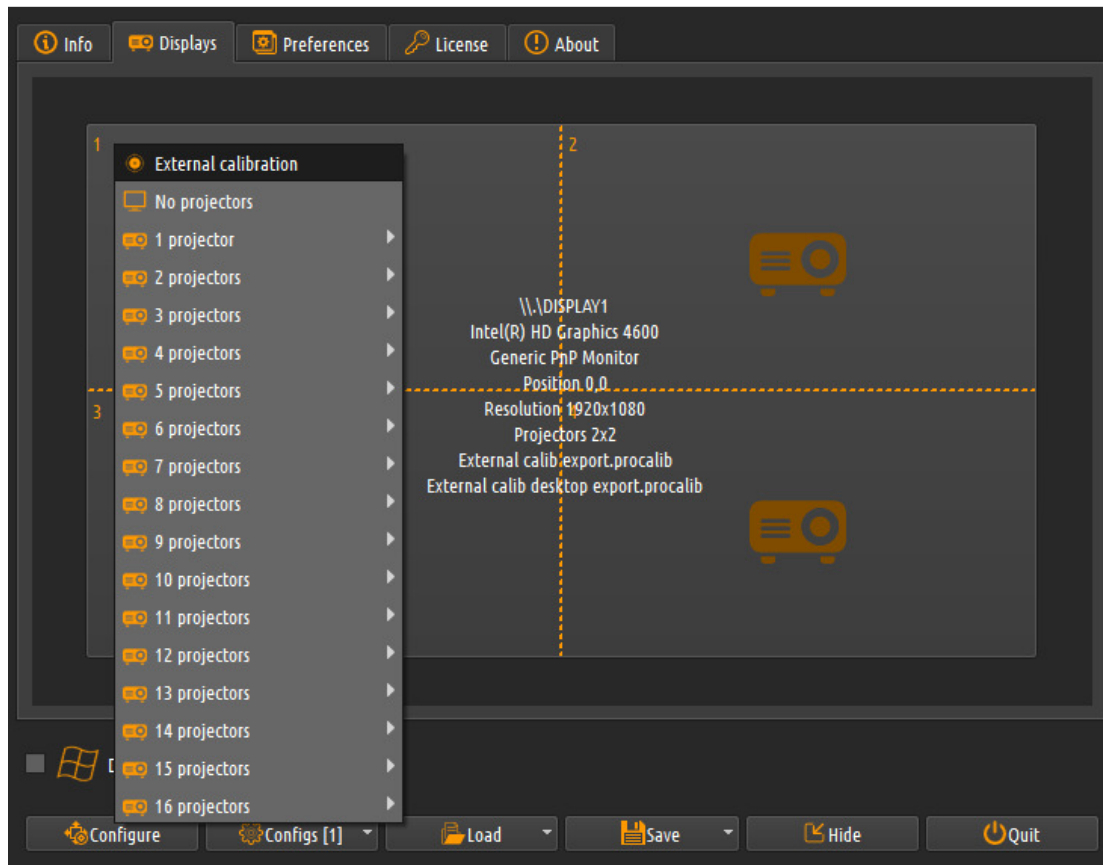 Info
Displays
Preferences
License
About
1
2
External calibration
No projectors
1 projector
2 projectors
3 projectors
4 projectors
5 projectors
6 projectors
7 projectors
8 projectors
9 projectors
10 projectors
11 projectors
12 projectors
13 projectors
14 projectors
15 projectors
16 projectors
\\.\DISPLAY1
Intel(R) HD Graphics 4600
Generic PnP Monitor
Position 0,0
Resolution 1920x1080
Projectors 2x2
External calib export.procalib
External calib desktop export.procalib
3
Configure
Configs [1]
Load
Save
Hide
Quit